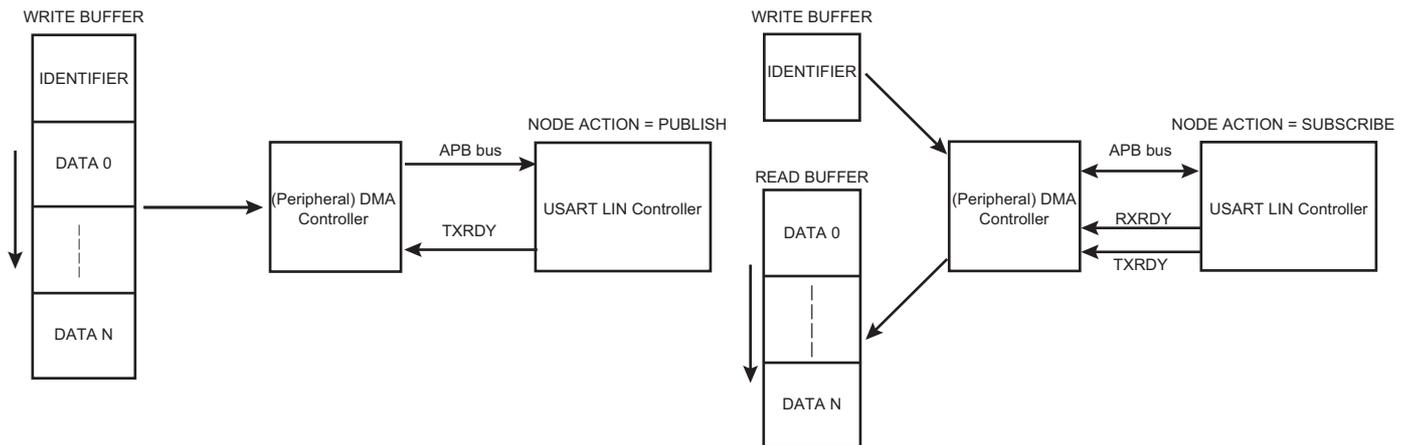 WRITE BUFFER
IDENTIFIER
DATA 0
DATA N
(Peripheral) DMA
Controller
APB bus
TXRDY
NODE ACTION = PUBLISH
USART LIN Controller
WRITE BUFFER
IDENTIFIER
READ BUFFER
DATA 0
DATA N
(Peripheral) DMA
Controller
APB bus
RXRDY
TXRDY
NODE ACTION = SUBSCRIBE
USART LIN Controller